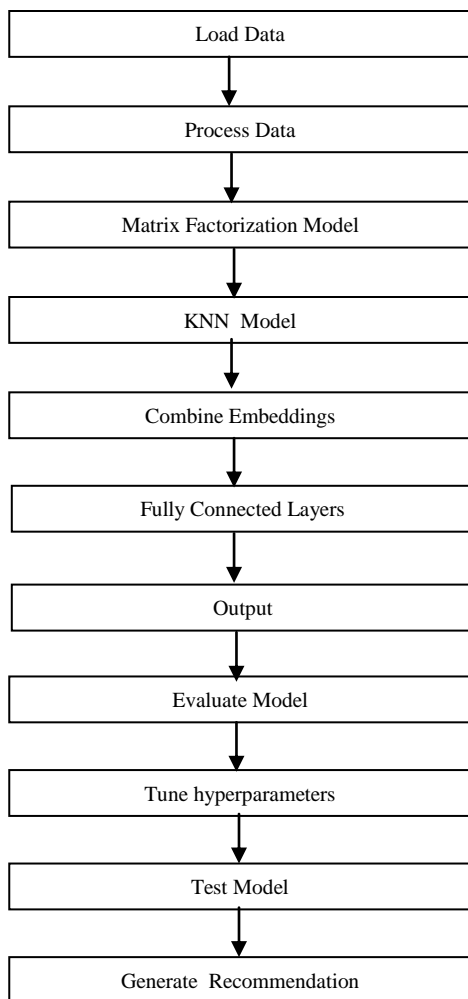 Load Data
Process Data
Matrix Factorization Model
KNN Model
Combine Embeddings
Fully Connected Layers
Output
Evaluate Model
Tune hyperparameters
Test Model
Generate Recommendation